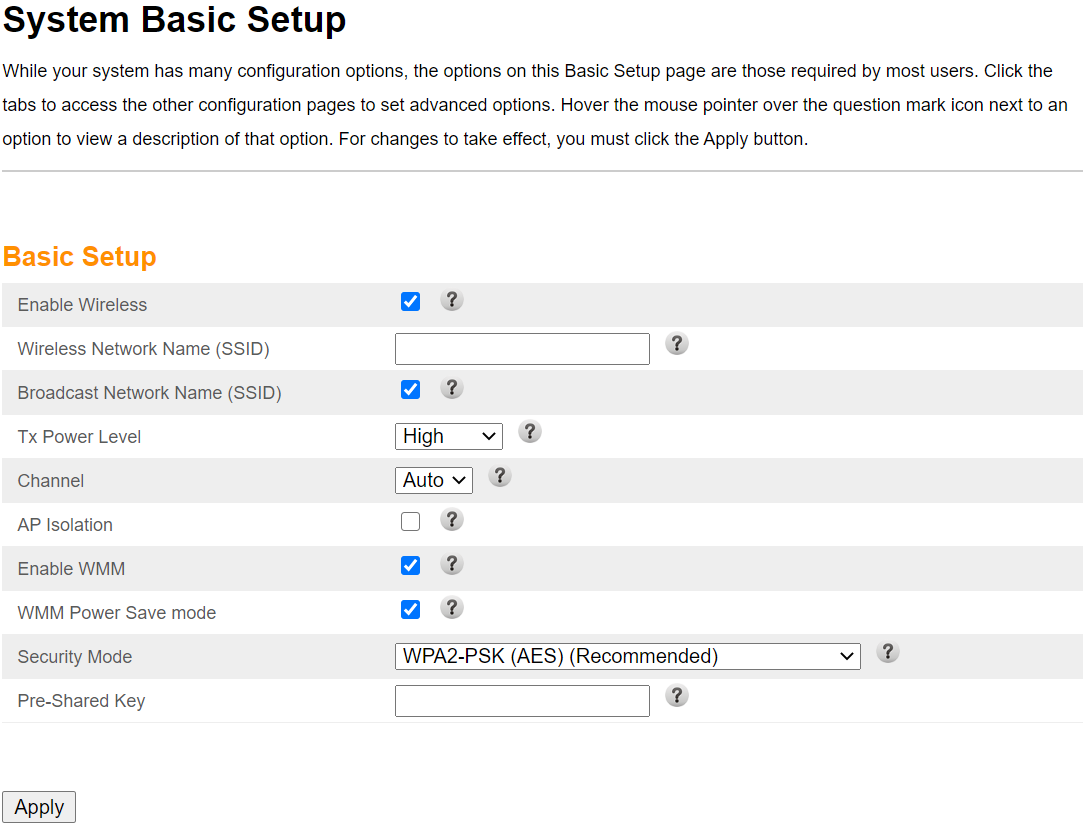 System Basic Setup
While your system has many configuration options, the options on this Basic Setup page are those required by most users. Click the
tabs to access the other configuration pages to set advanced options. Hover the mouse pointer over the question mark icon next to an
option to view a description of that option. For changes to take effect, you must click the Apply button.
Basic Setup
Enable Wireless ?
Wireless Network Name (SSID) ?
Broadcast Network Name (SSID) ?
Tx Power Level High ?
Channel Auto ?
AP Isolation ?
Enable WMM ?
WMM Power Save mode ?
Security Mode WPA2-PSK (AES) (Recommended) ?
Pre-Shared Key ?
Apply